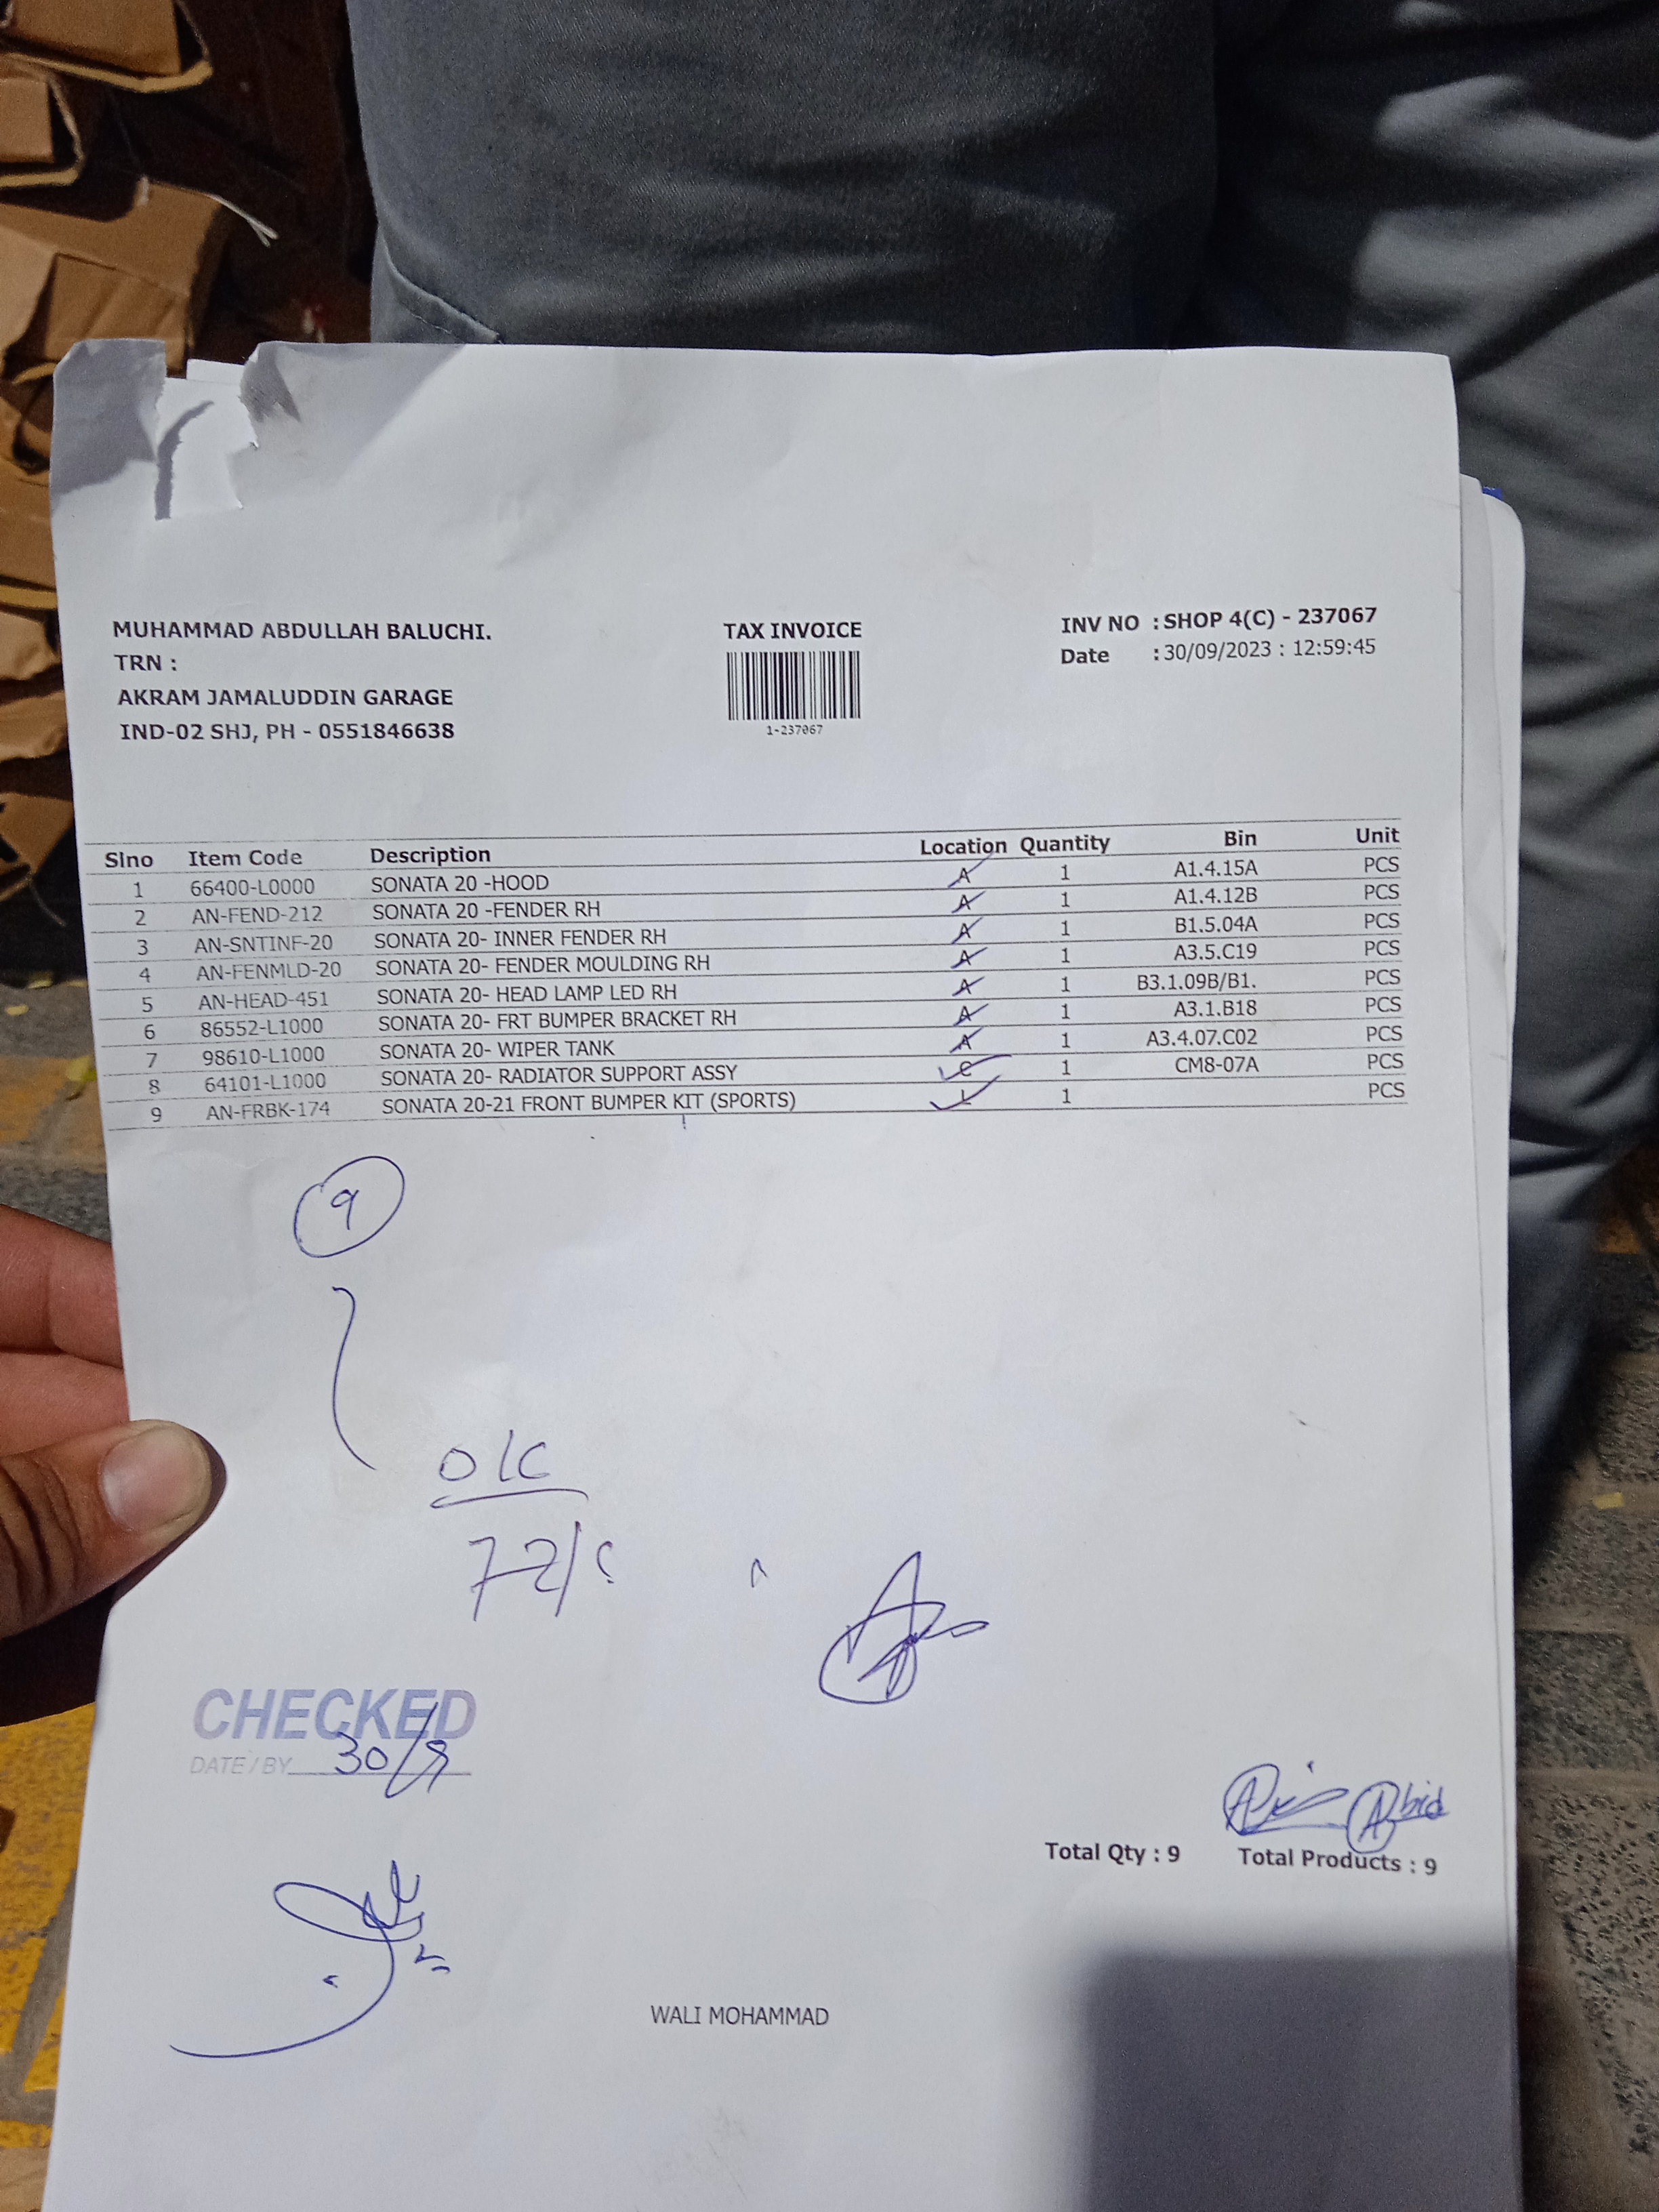 MUHAMMAD ABDULLAH BALUCHI.
TRN :
AKRAM JAMALUDDIN GARAGE
IND-02 SHJ, PH - 0551846638
TAX INVOICE
1-237067
INV NO : SHOP 4(C) - 237067
Date : 30/09/2023 : 12:59:45
Slno Item Code Description Location Quantity Bin Unit
1 66400-L0000 SONATA 20 -HOOD A 1 A1.4.15A PCS
2 AN-FEND-212 SONATA 20 -FENDER RH A 1 A1.4.12B PCS
3 AN-SNTINF-20 SONATA 20- INNER FENDER RH A 1 B1.5.04A PCS
4 AN-FENMLD-20 SONATA 20- FENDER MOULDING RH A 1 A3.5.C19 PCS
5 AN-HEAD-451 SONATA 20- HEAD LAMP LED RH A 1 B3.1.09B/B1. PCS
6 86552-L1000 SONATA 20- FRT BUMPER BRACKET RH A 1 A3.1.B18 PCS
7 98610-L1000 SONATA 20- WIPER TANK A 1 A3.4.07.C02 PCS
8 64101-L1000 SONATA 20- RADIATOR SUPPORT ASSY C 1 CM8-07A PCS
9 AN-FRBK-174 SONATA 20-21 FRONT BUMPER KIT (SPORTS) L 1 PCS
9
OK
CHECKED
DATE / BY 30/9
Abid
Total Qty : 9 Total Products : 9
WALI MOHAMMAD